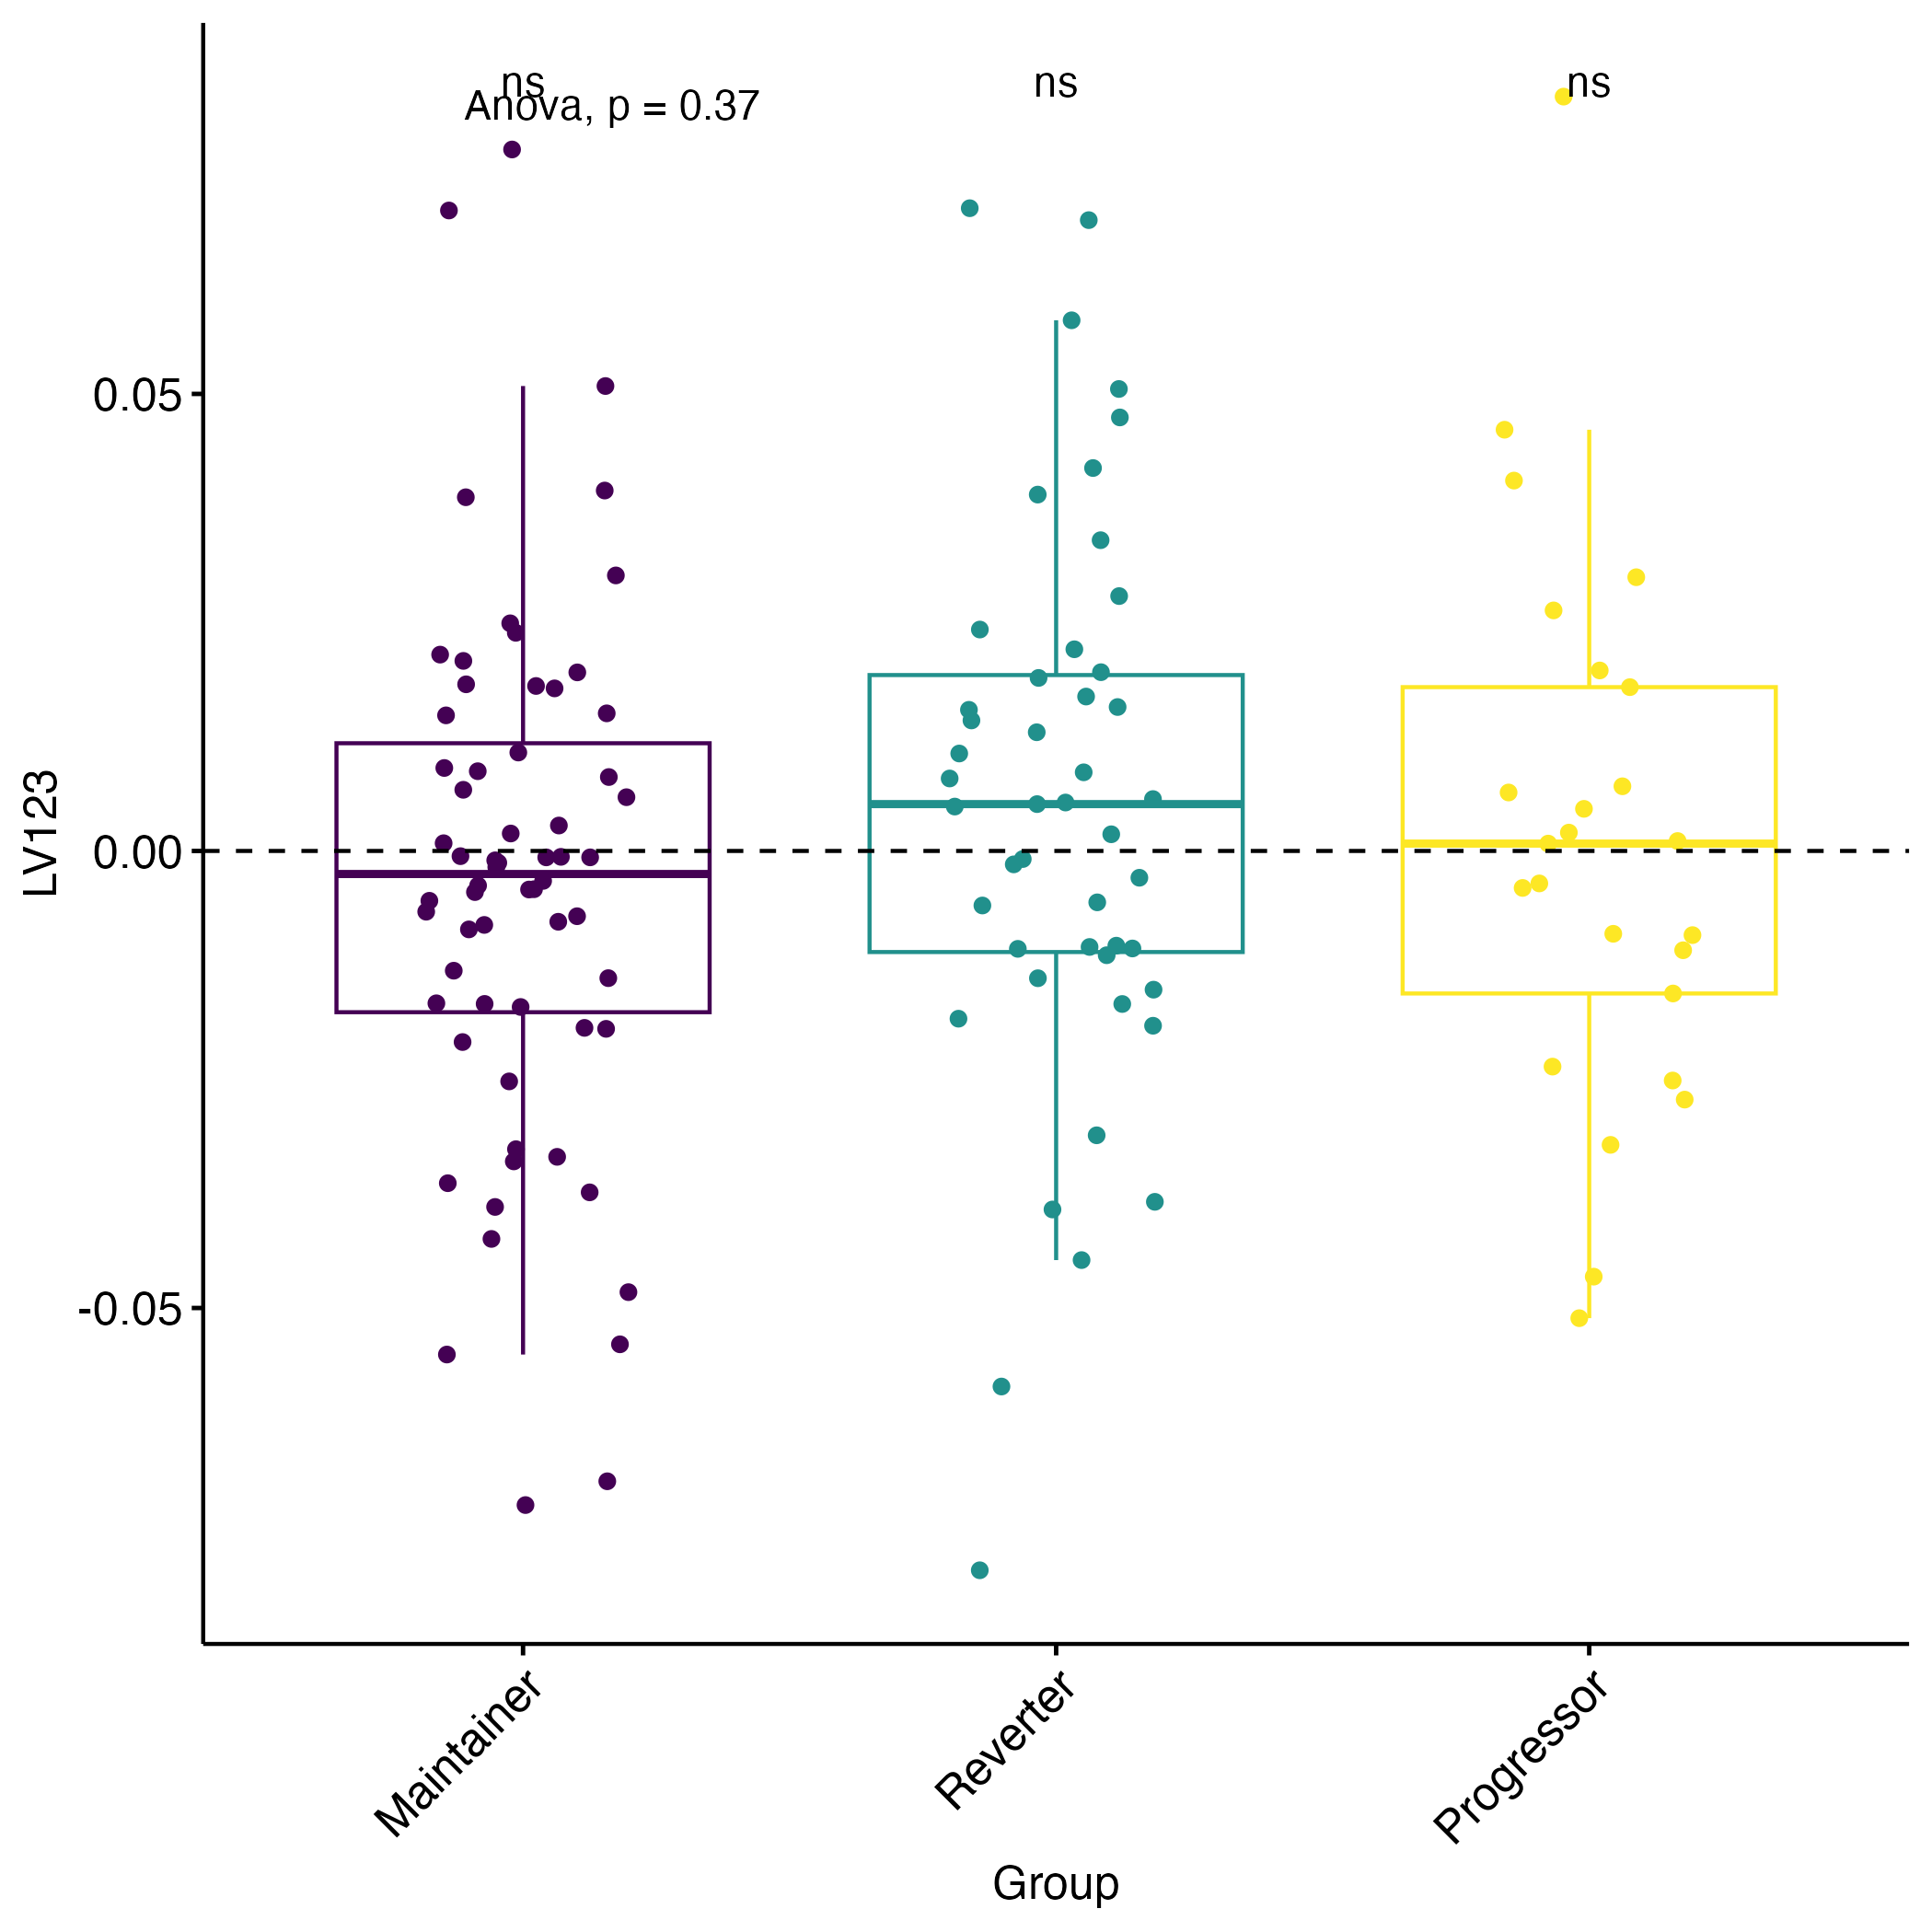 ns
ns
ns
Anova, p = 0.37
0.05
0.00
-0.05
LV123
Maintainer
Reverter
Progressor
Group